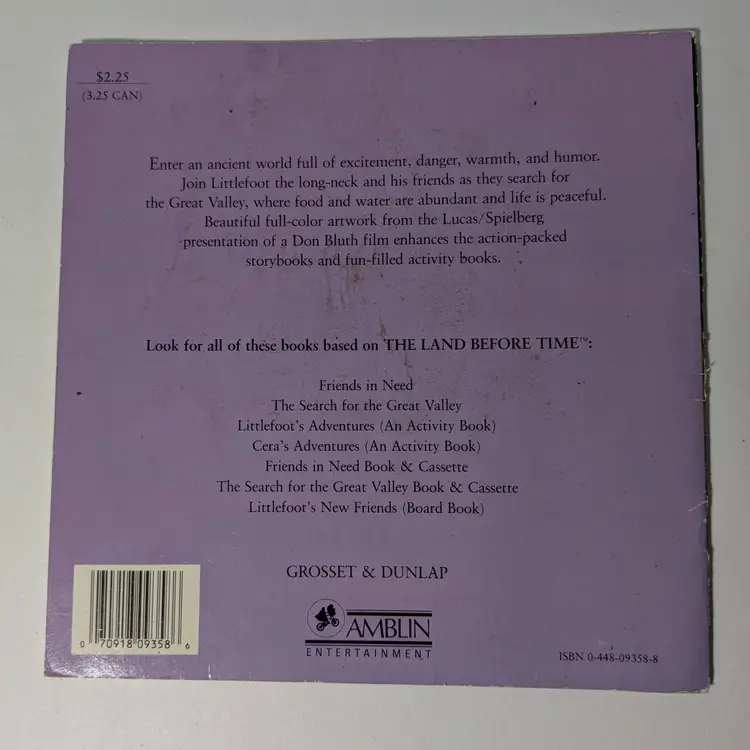 $2.25
(3.25 CAN)
Enter an ancient world full of excitement, danger, warmth, and humor.
Join Littlefoot the long-neck and his friends as they search for
the Great Valley, where food and water are abundant and life is peaceful.
Beautiful full-color artwork from the Lucas/Spielberg
presentation of a Don Bluth film enhances the action-packed
storybooks and fun-filled activity books.
Look for all of these books based on THE LAND BEFORE TIME™:
Friends in Need
The Search for the Great Valley
Littlefoot's Adventures (An Activity Book)
Cera's Adventures (An Activity Book)
Friends in Need Book & Cassette
The Search for the Great Valley Book & Cassette
Littlefoot's New Friends (Board Book)
GROSSET & DUNLAP
AMBLIN
ENTERTAINMENT
0 70918 09358 6
ISBN 0-448-09358-8